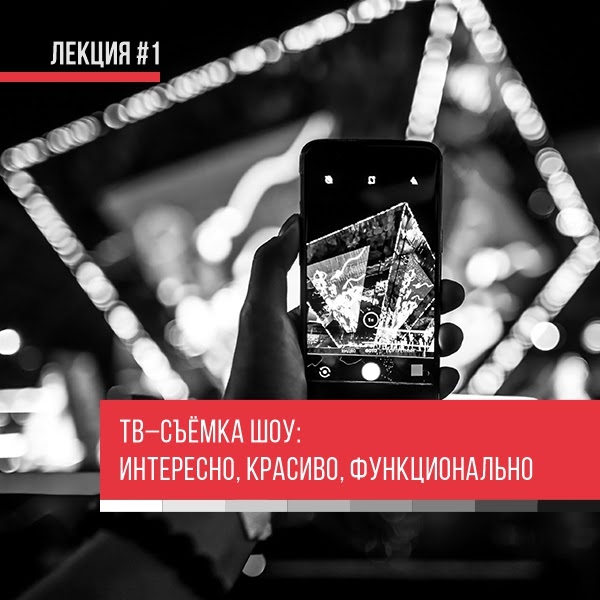 ЛЕКЦИЯ #1
ТВ–СЪЁМКА ШОУ:
ИНТЕРЕСНО, КРАСИВО, ФУНКЦИОНАЛЬНО